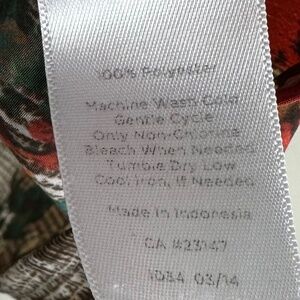 100% Polyester
Machine Wash Cold
Gentle Cycle
Only Non-Chlorine
Bleach When Needed
Tumble Dry Low
Cool Iron, If Needed
Made in Indonesia
CA #23147
1034 03/14